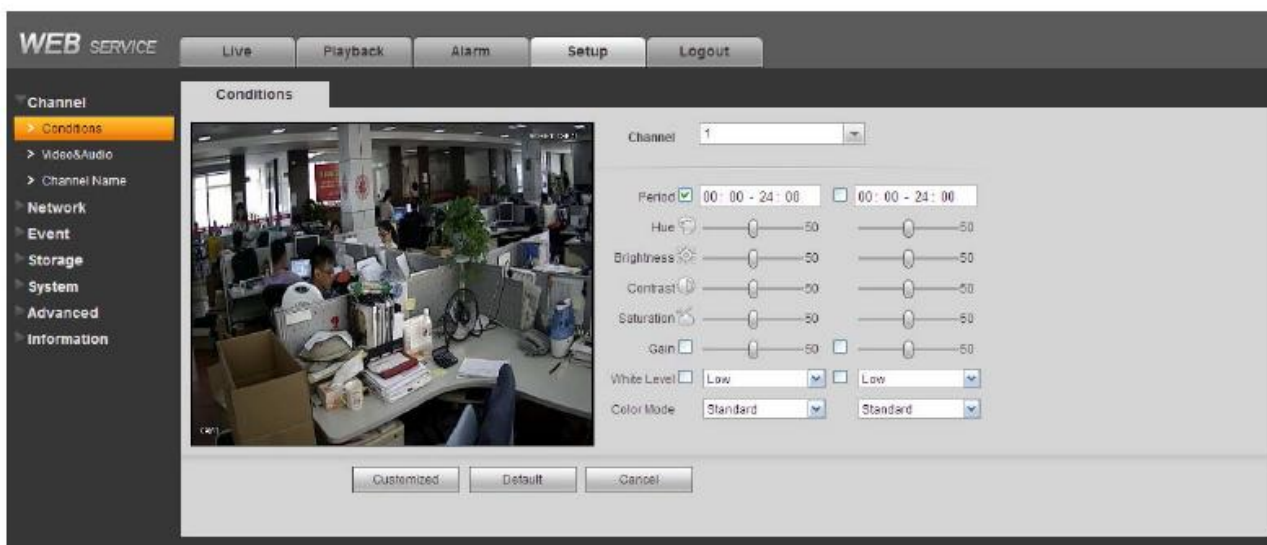 WEB SERVICE
Live Playback Alarm Setup Logout
Channel
> Conditions
> Video&Audio
> Channel Name
Network
Event
Storage
System
Advanced
Information
Conditions
Channel 1
Period 00 : 00 - 24 : 00 00 : 00 - 24 : 00
Hue 50 50
Brightness 50 50
Contrast 50 50
Saturation 50 50
Gain 50 50
White Level Low Low
Color Mode Standard Standard
CAM1
Customized Default Cancel